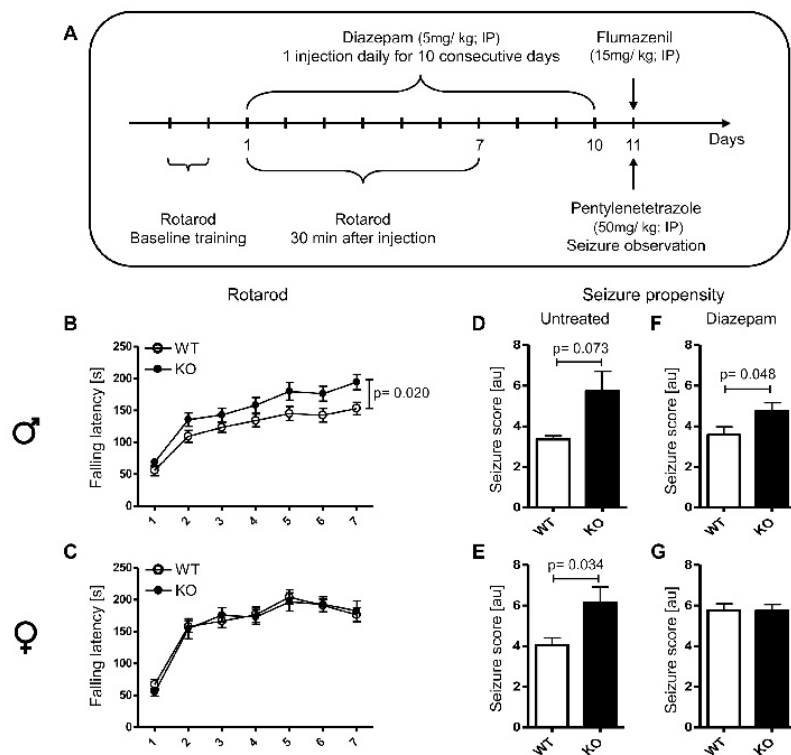 A
Diazepam (5mg/ kg; IP)
1 injection daily for 10 consecutive days
Flumazenil
(15mg/ kg; IP)
1
7
10
11
Days
Rotarod
Baseline training
Rotarod
30 min after injection
Pentylenetetrazole
(50mg/ kg; IP)
Seizure observation
Rotarod
Seizure propensity
B
WT
KO
Falling latency [s]
250
200
150
100
50
0
p= 0.020
1 2 3 4 5 6 7
D
Untreated
Seizure score [au]
8
6
4
2
0
p= 0.073
WT KO
F
Diazepam
Seizure score [au]
8
6
4
2
0
p= 0.048
WT KO
♂
C
WT
KO
Falling latency [s]
250
200
150
100
50
0
1 2 3 4 5 6 7
E
Seizure score [au]
8
6
4
2
0
p= 0.034
WT KO
G
Seizure score [au]
8
6
4
2
0
WT KO
♀